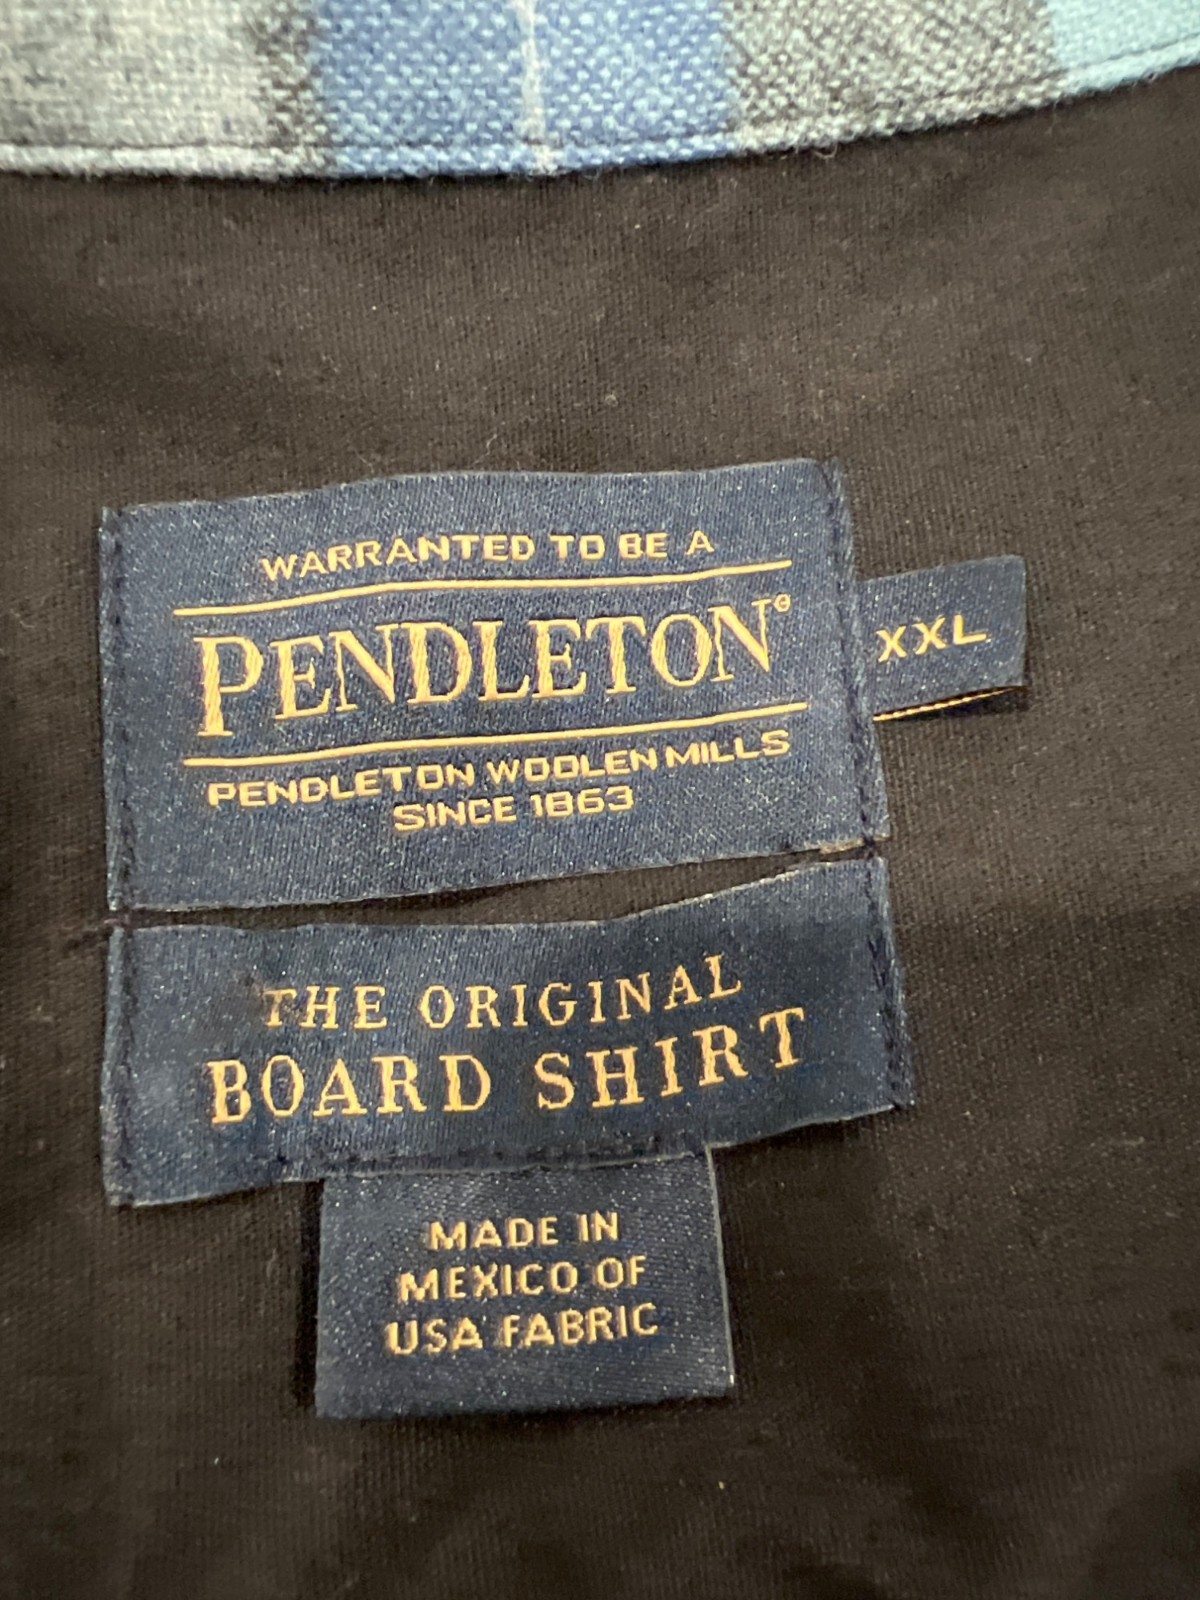 WARRANTED TO BE A
PENDLETON®
PENDLETON WOOLEN MILLS
SINCE 1863
XXL
THE ORIGINAL
BOARD SHIRT
MADE IN
MEXICO OF
USA FABRIC